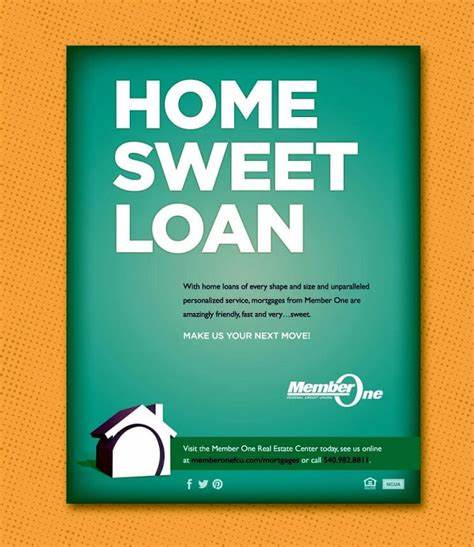 HOME
SWEET
LOAN
With home loans of every shape and size and unparalleled
personalized service, mortgages from Member One are
amazingly friendly, fast and very...sweet.
MAKE US YOUR NEXT MOVE!
Member One
FEDERAL CREDIT UNION
Visit the Member One Real Estate Center today, see us online
at memberonefcu.com/mortgages or call 540.982.8811.
NCUA